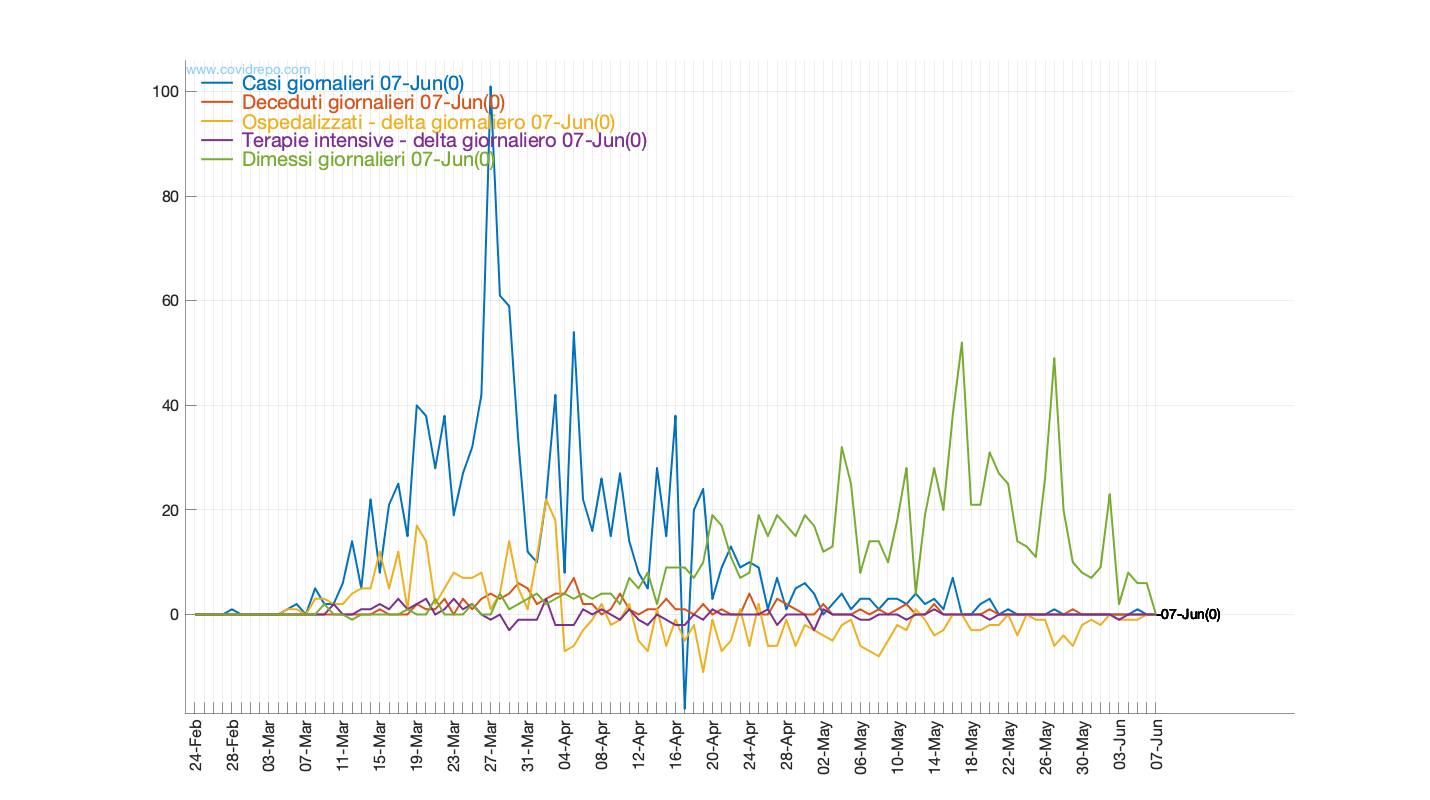 www.covidrepo.com
Casi giornalieri 07-Jun(0)
Deceduti giornalieri 07-Jun(0)
Ospedalizzati - delta giornaliero 07-Jun(0)
Terapie intensive - delta giornaliero 07-Jun(0)
Dimessi giornalieri 07-Jun(0)
100
80
60
40
20
0
07-Jun(0)
24-Feb
28-Feb
03-Mar
07-Mar
11-Mar
15-Mar
19-Mar
23-Mar
27-Mar
31-Mar
04-Apr
08-Apr
12-Apr
16-Apr
20-Apr
24-Apr
28-Apr
02-May
06-May
10-May
14-May
18-May
22-May
26-May
30-May
03-Jun
07-Jun